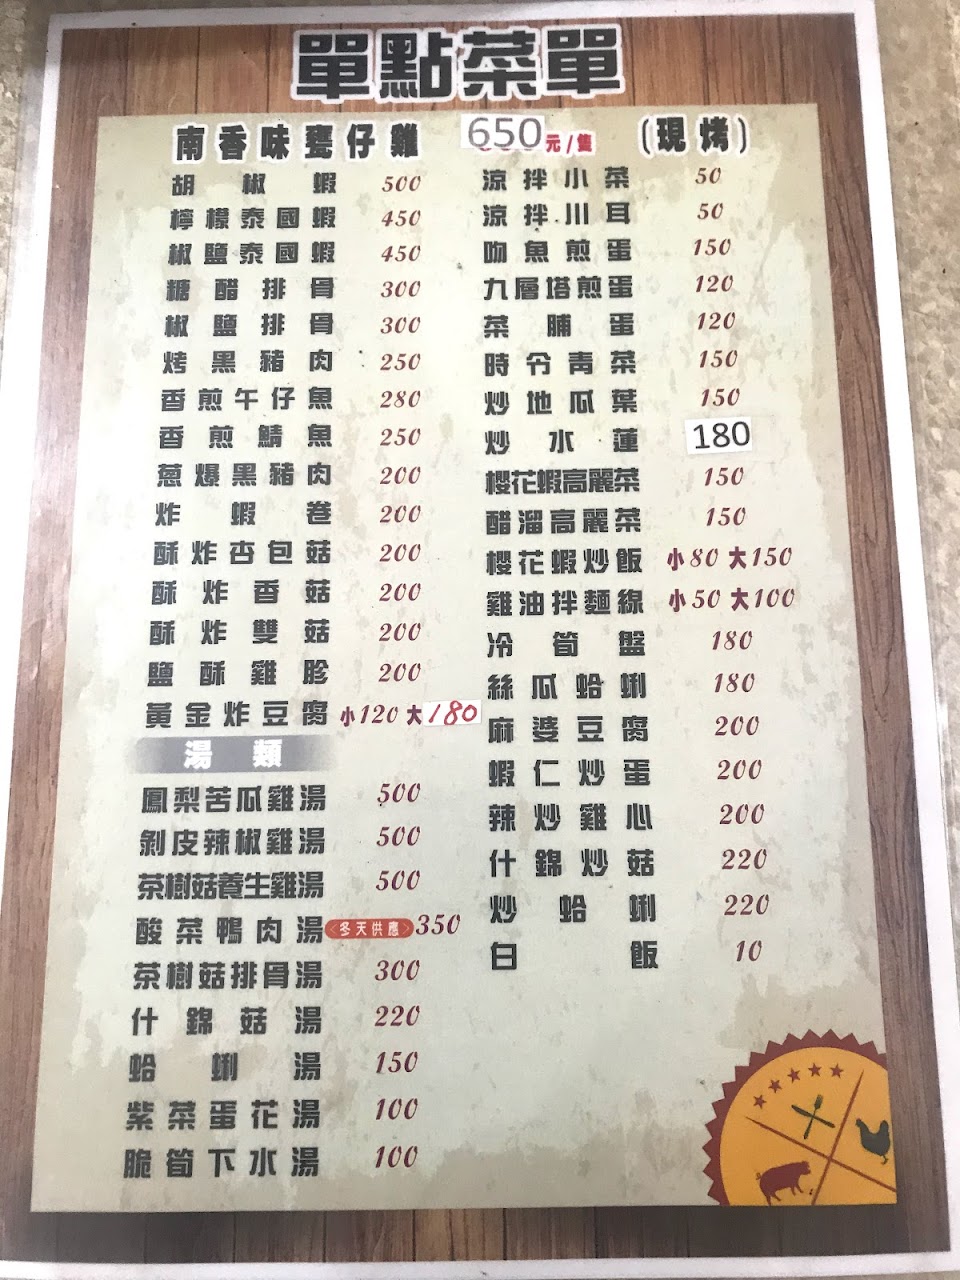 單點菜單
南香味甕仔雞 650元/隻 (現烤)
胡椒蝦 500
檸檬泰國蝦 450
椒鹽泰國蝦 450
糖醋排骨 300
椒鹽排骨 300
烤黑豬肉 250
香煎午仔魚 280
香煎鯖魚 250
蔥爆黑豬肉 200
炸蝦卷 200
酥炸杏包菇 200
酥炸香菇 200
酥炸雙菇 200
鹽酥雞胗 200
黃金炸豆腐 小120 大180
湯類
鳳梨苦瓜雞湯 500
剝皮辣椒雞湯 500
茶樹菇養生雞湯 500
酸菜鴨肉湯 冬天供應 350
茶樹菇排骨湯 300
什錦菇湯 220
蛤蜊湯 150
紫菜蛋花湯 100
脆筍下水湯 100
涼拌小菜 50
涼拌川耳 50
吻魚煎蛋 150
九層塔煎蛋 120
菜脯蛋 120
時令青菜 150
炒地瓜葉 150
炒水蓮 180
櫻花蝦高麗菜 150
醋溜高麗菜 150
櫻花蝦炒飯 小80 大150
雞油拌麵線 小50 大100
冷筍盤 180
絲瓜蛤蜊 180
麻婆豆腐 200
蝦仁炒蛋 200
辣炒雞心 200
什錦炒菇 220
炒蛤蜊 220
白飯 10